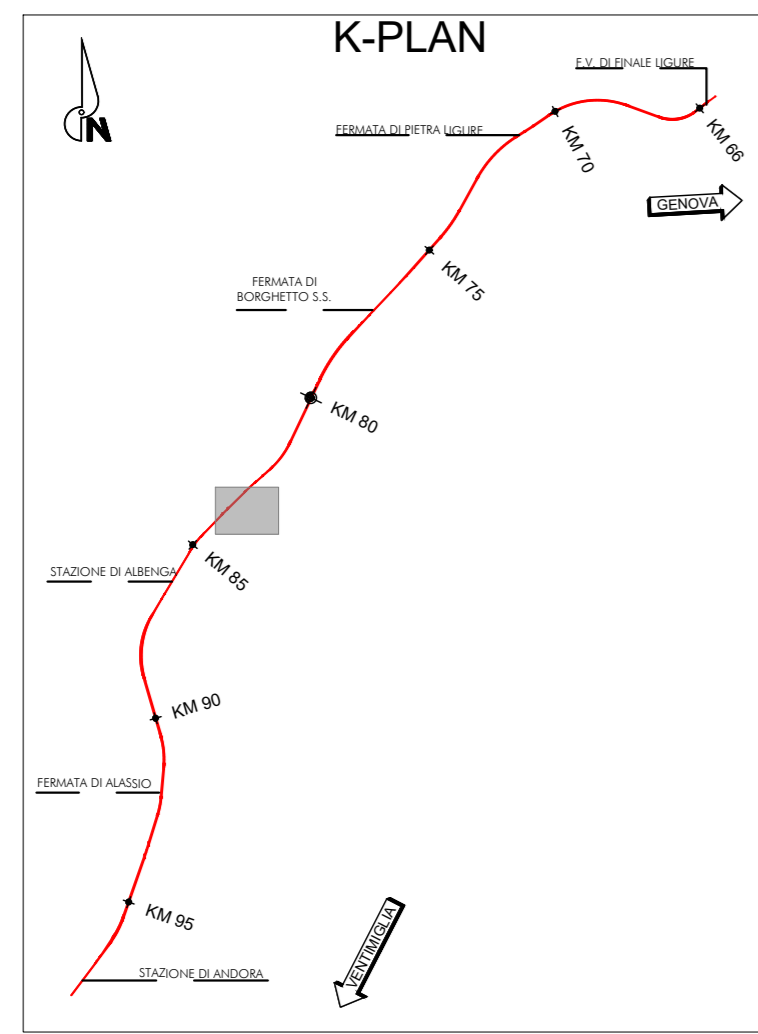 K-PLAN
F.V. DI FINALE LIGURE
N
FERMATA DI PIETRA LIGURE
KM 66
KM 70
GENOVA
KM 75
FERMATA DI
BORGHETTO S.S.
KM 80
STAZIONE DI ALBENGA
KM 85
KM 90
FERMATA DI ALASSIO
KM 95
VENTIMIGLIA
STAZIONE DI ANDORA